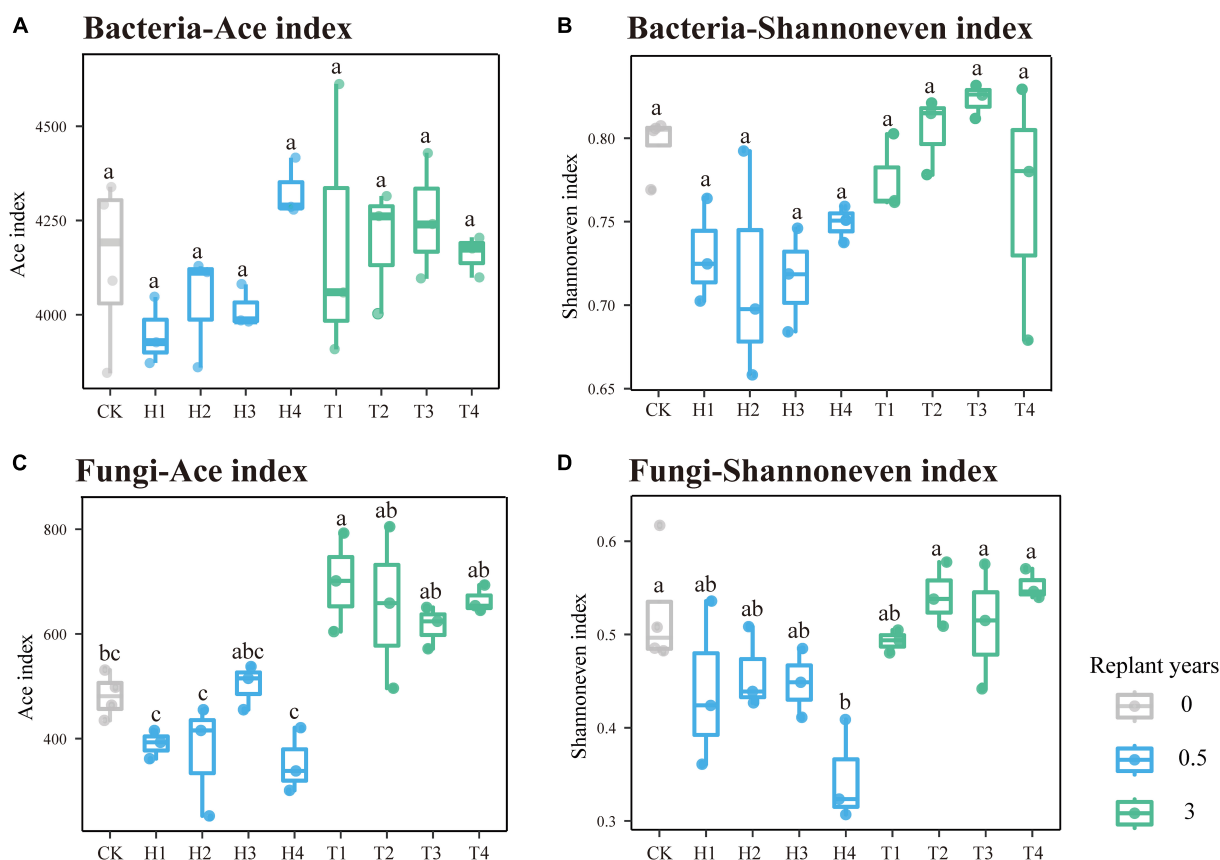 A
Bacteria-Ace index
a
a
a
a
a
a
a
a
a
4500
4250
4000
Ace index
CK H1 H2 H3 H4 T1 T2 T3 T4
B
Bacteria-Shannoneven index
a
a
a
a
a
a
a
a
a
0.80
0.75
0.70
0.65
Shannoneven index
CK H1 H2 H3 H4 T1 T2 T3 T4
C
Fungi-Ace index
bc
c
c
abc
c
a
ab
ab
ab
800
600
400
Ace index
CK H1 H2 H3 H4 T1 T2 T3 T4
D
Fungi-Shannoneven index
a
ab
ab
ab
b
ab
a
a
a
0.6
0.5
0.4
0.3
Shannoneven index
CK H1 H2 H3 H4 T1 T2 T3 T4
Replant years
0
0.5
3